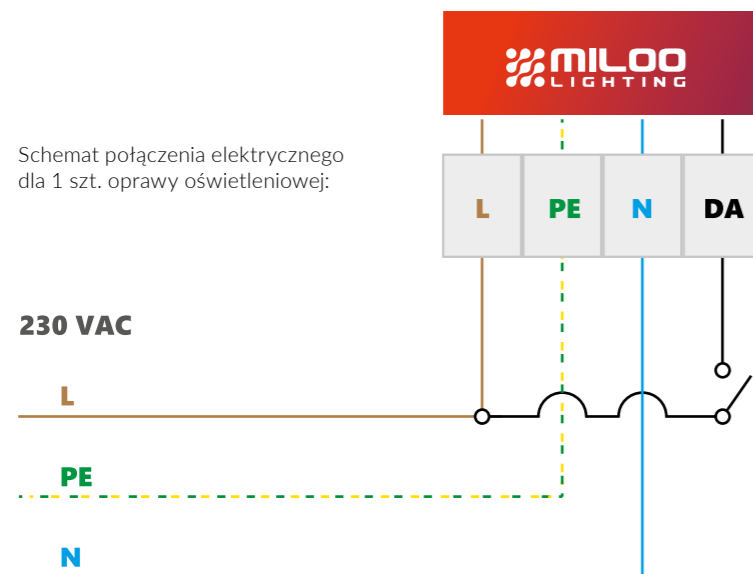 MILOO
LIGHTING
Schemat połączenia elektrycznego
dla 1 szt. oprawy oświetleniowej:
L PE N DA
230 VAC
L
PE
N